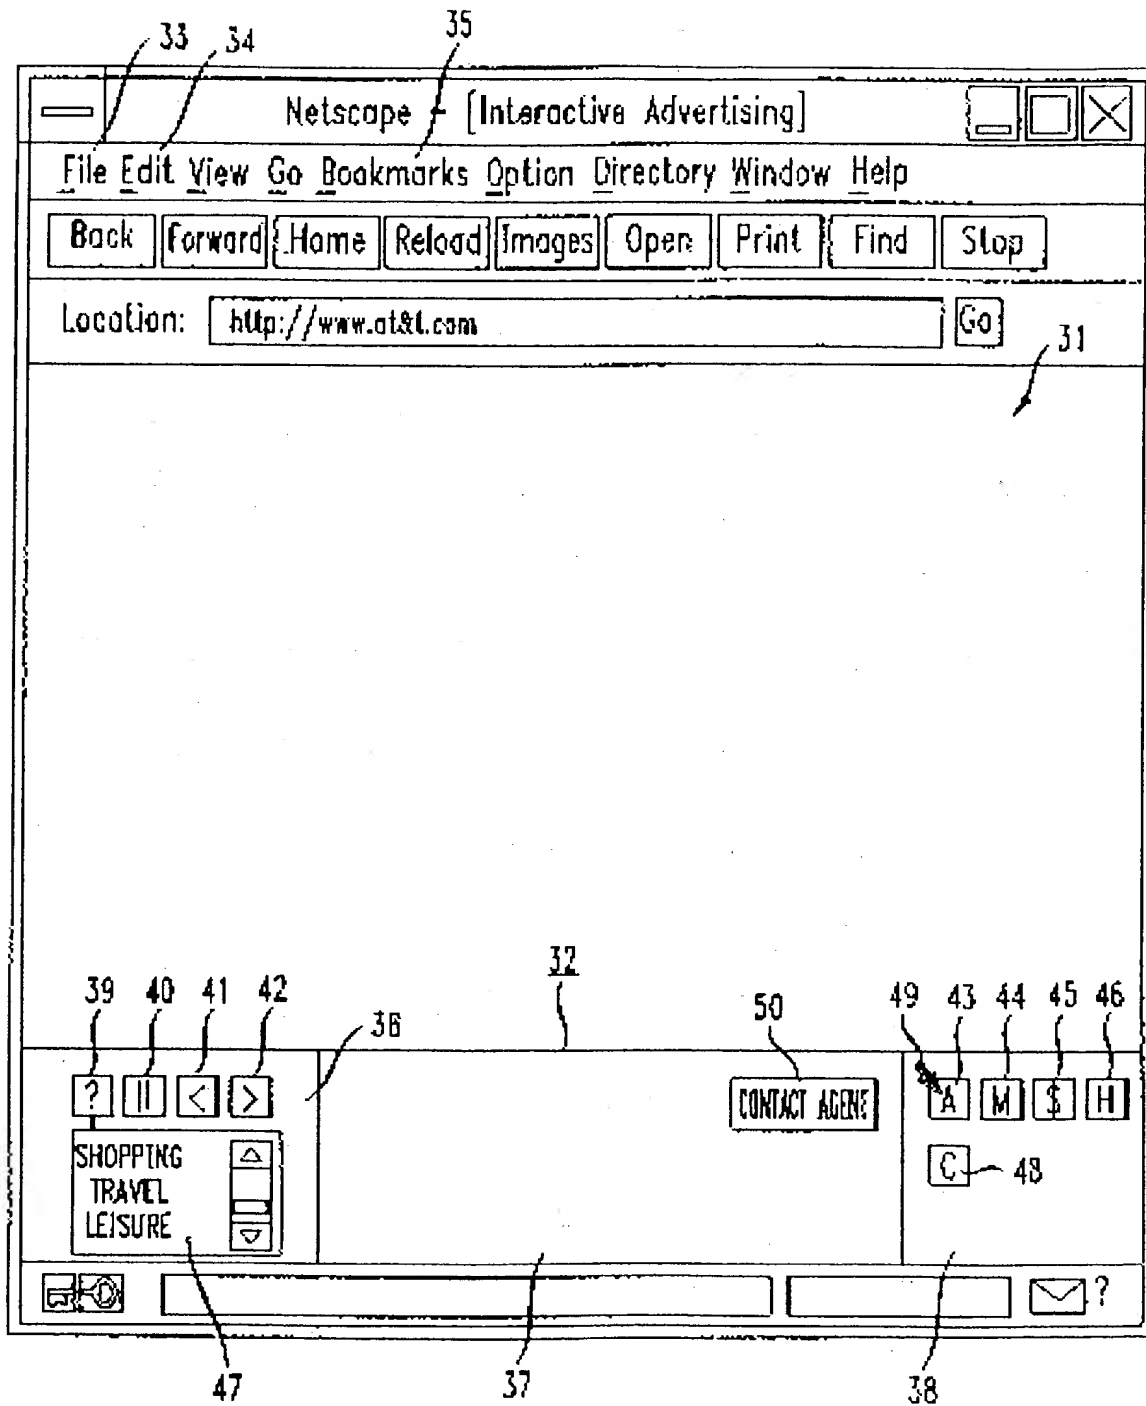 33 34 35
Netscape - [Interactive Advertising]
File Edit View Go Bookmarks Option Directory Window Help
Back Forward Home Reload Images Open Print Find Stop
Location: http://www.at&t.com Go
31
39 40 41 42 36 32 50 49 43 44 45 46
? || < > CONTACT AGENT A M $ H
SHOPPING
TRAVEL
LEISURE
C 48
?
47 37 38